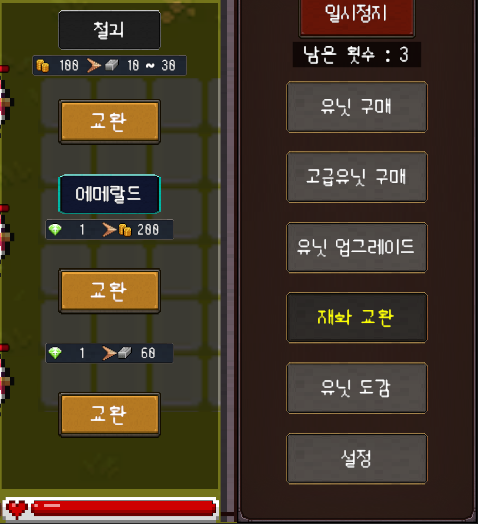 철괴
100 10 ~ 30
교환
에메랄드
1 200
교환
1 60
교환
일시정지
남은 횟수 : 3
유닛 구매
고급유닛 구매
유닛 업그레이드
재화 교환
유닛 도감
설정